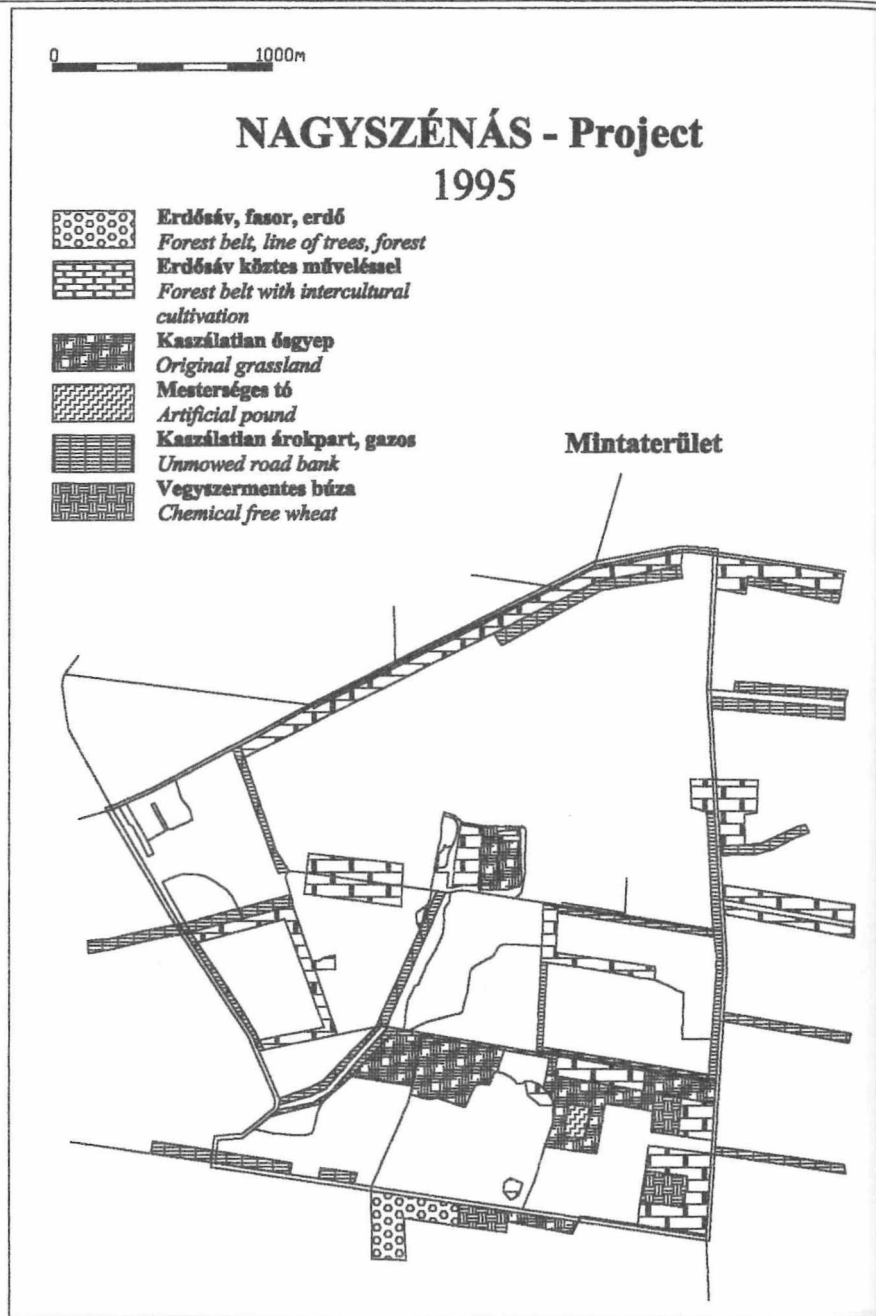 0 1000m
NAGYSZÉNÁS - Project
1995
Erdősáv, fasor, erdő
Forest belt, line of trees, forest
Erdősáv köztes műveléssel
Forest belt with intercultural
cultivation
Kaszálatlan ősgyep
Original grassland
Mesterséges tó
Artificial pound
Kaszálatlan árokpart, gazos
Unmowed road bank
Vegyszermentes búza
Chemical free wheat
Mintaterület